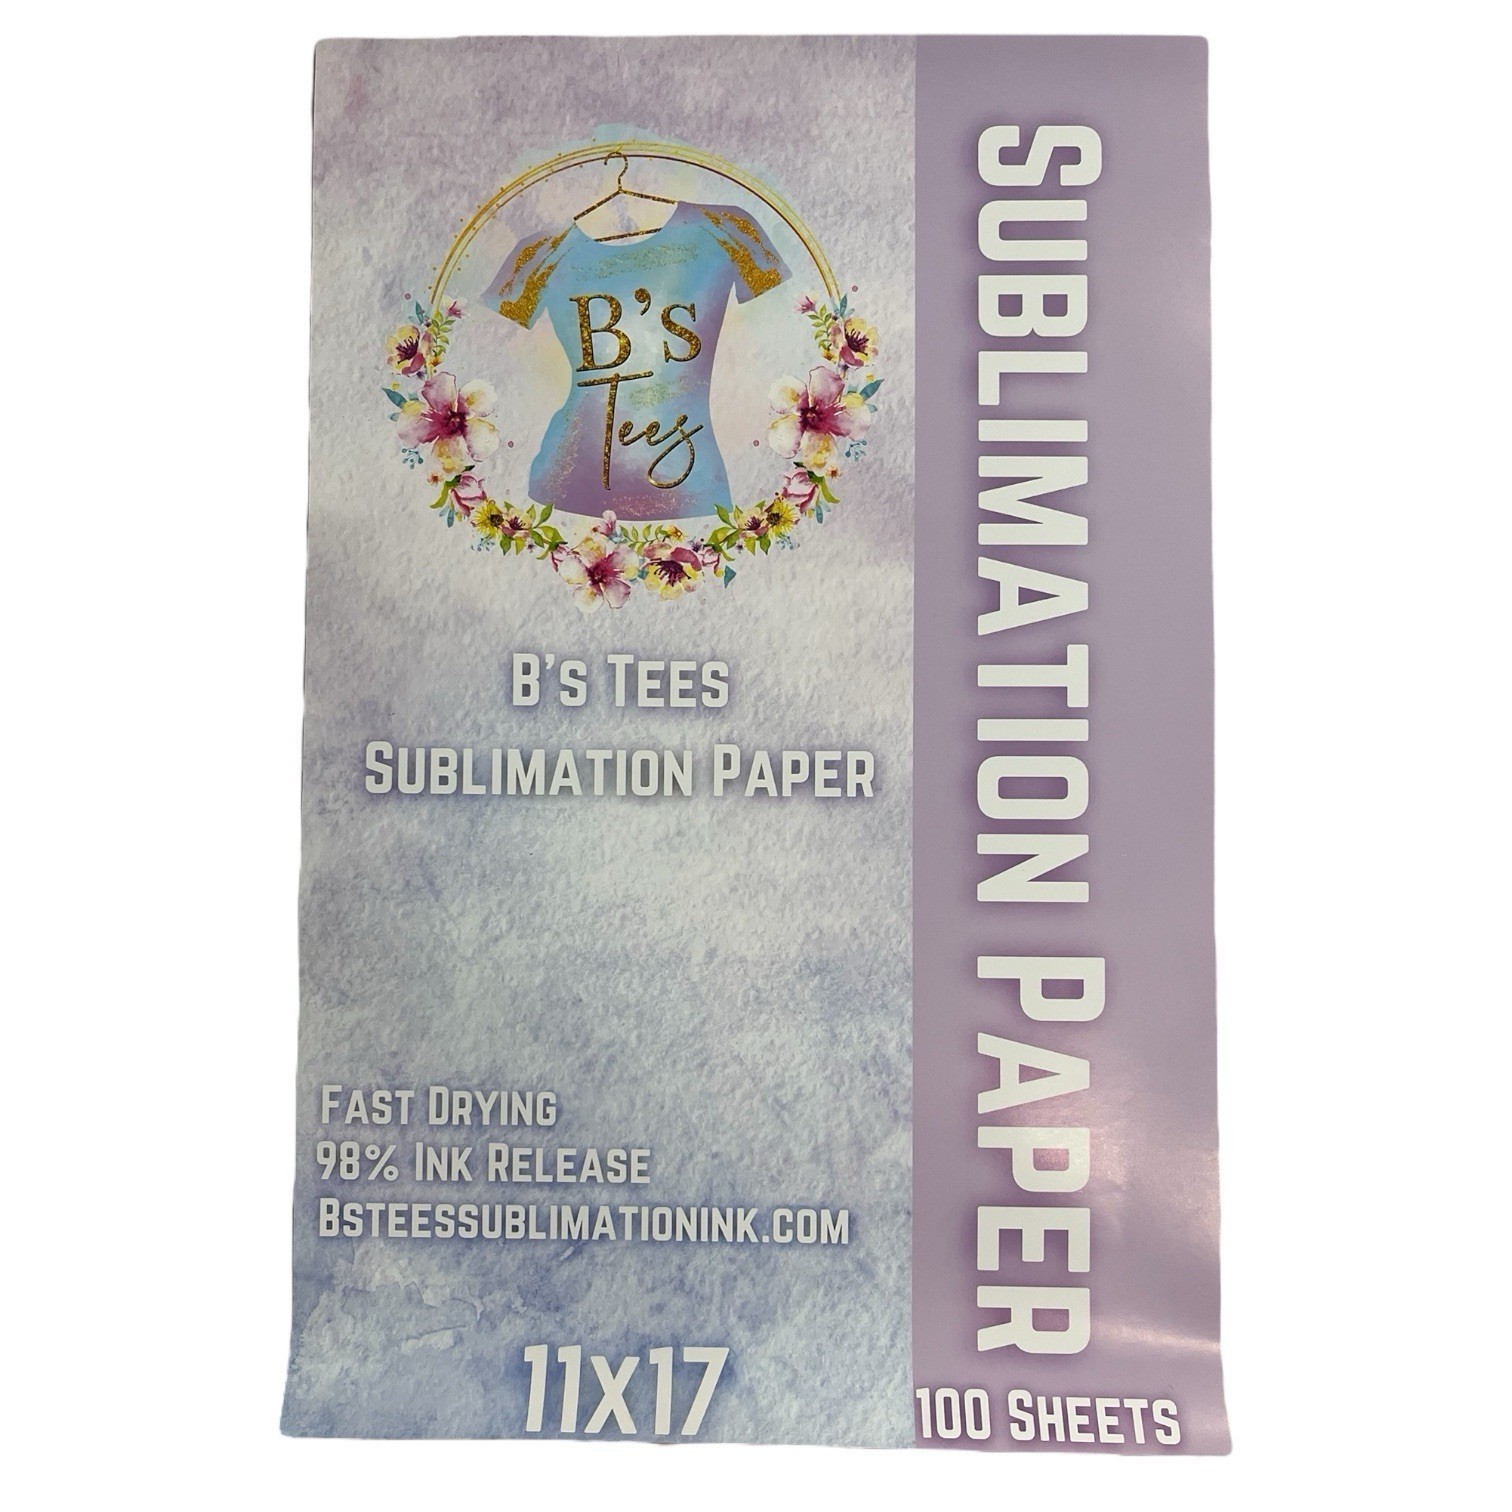 B's
Tees
B's Tees
Sublimation Paper
Fast Drying
98% Ink Release
Bsteessublimationink.com
11x17
SUBLIMATION PAPER
100 Sheets